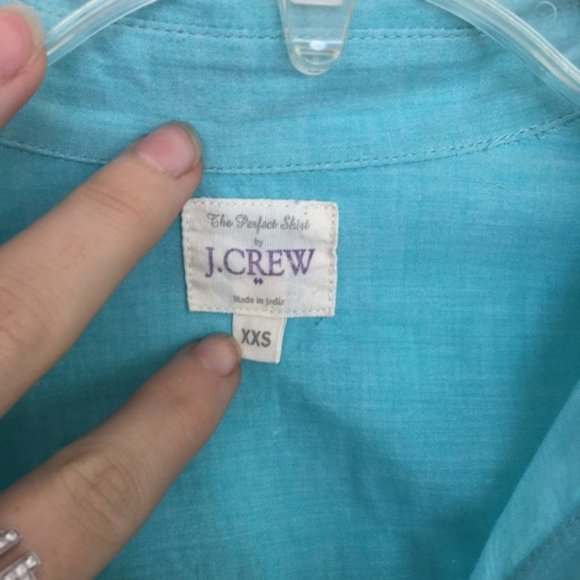 The Perfect Shirt
by
J.CREW
Made in India
XXS